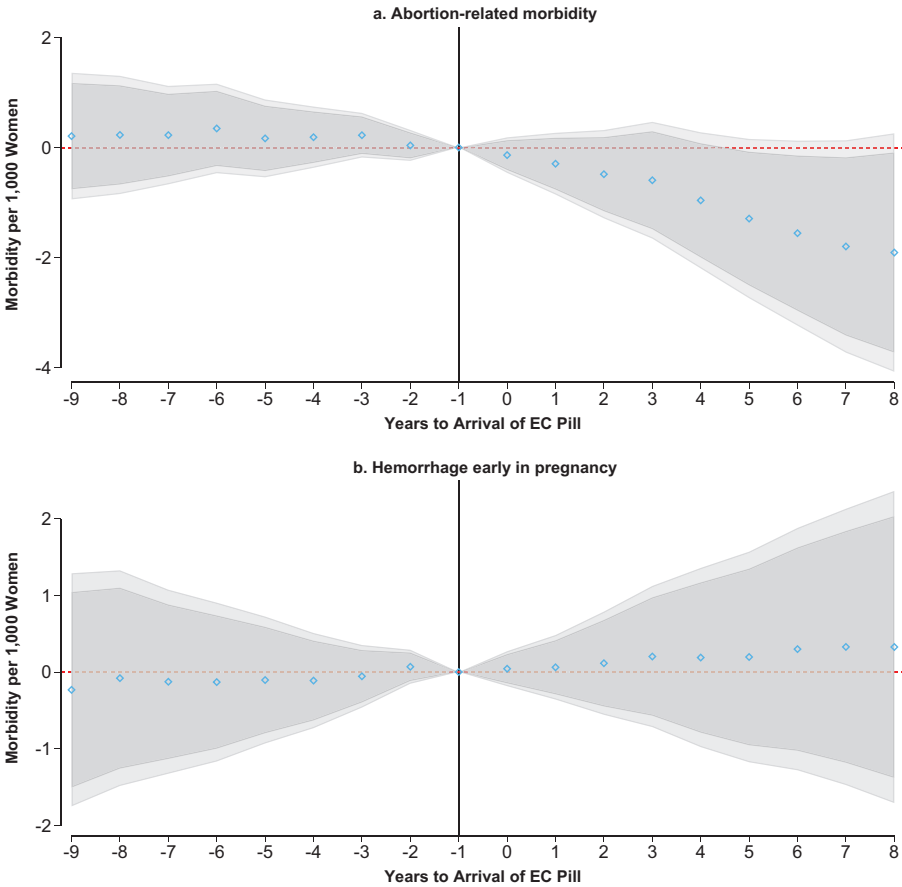 a. Abortion-related morbidity
2
0
-2
-4
Morbidity per 1,000 Women
-9 -8 -7 -6 -5 -4 -3 -2 -1 0 1 2 3 4 5 6 7 8
Years to Arrival of EC Pill
b. Hemorrhage early in pregnancy
2
1
0
-1
-2
Morbidity per 1,000 Women
-9 -8 -7 -6 -5 -4 -3 -2 -1 0 1 2 3 4 5 6 7 8
Years to Arrival of EC Pill